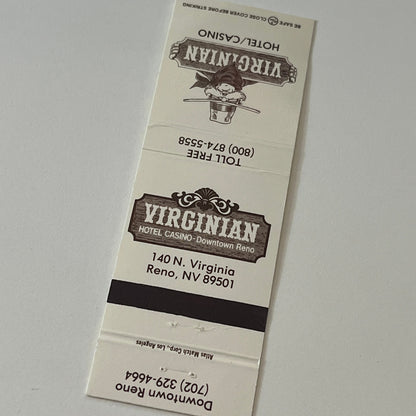 BE SAFE CLOSE COVER BEFORE STRIKING
HOTEL/CASINO
VIRGINIAN
TOLL FREE
(800) 874-5558
VIRGINIAN
HOTEL CASINO-Downtown Reno
140 N. Virginia
Reno, NV 89501
Atlas Match Corp., Los Angeles
Downtown Reno
(702) 329-4664